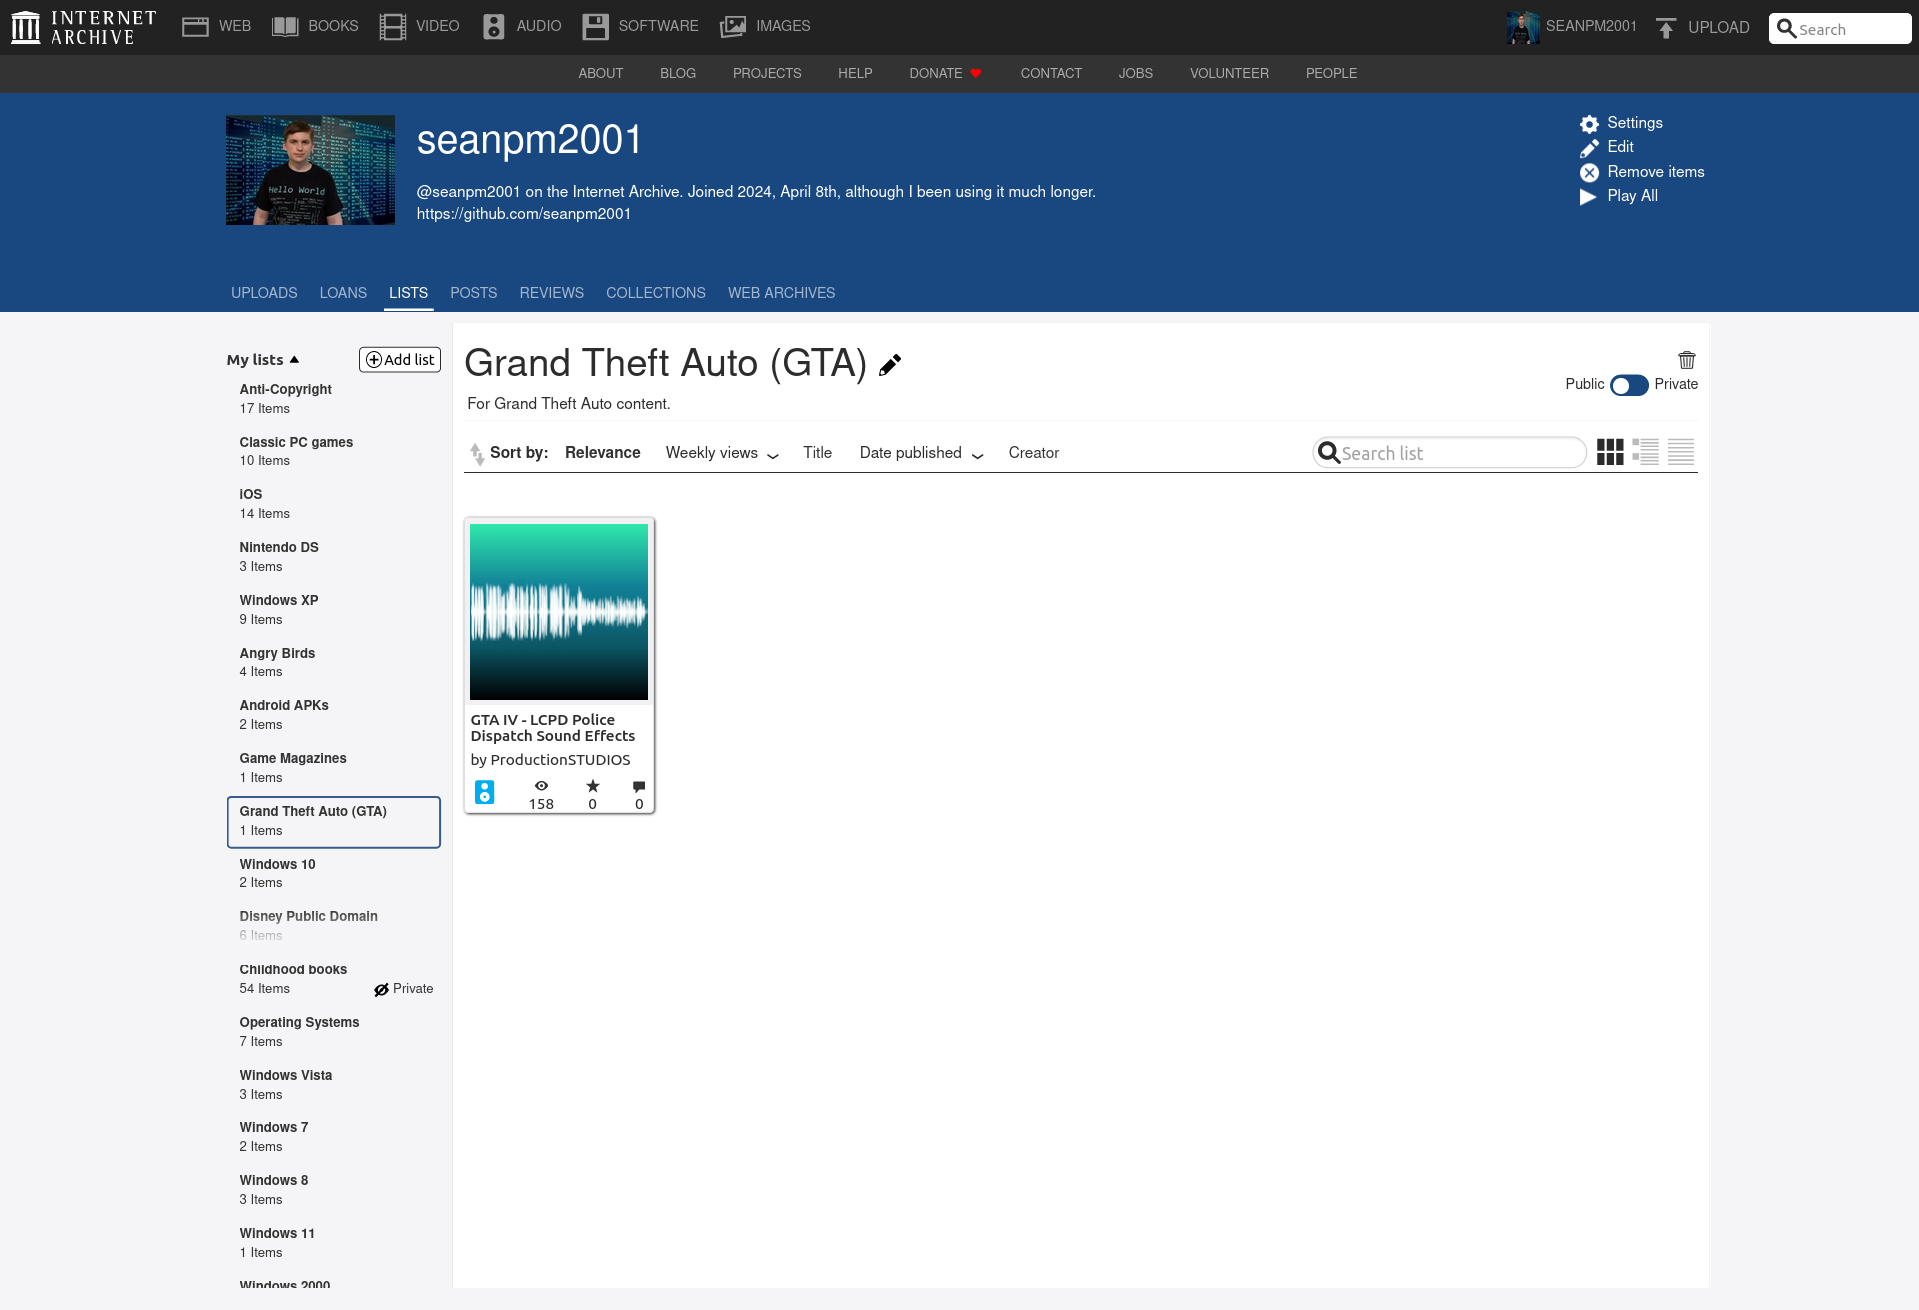 INTERNET ARCHIVE
WEB
BOOKS
VIDEO
AUDIO
SOFTWARE
IMAGES
SEANPM2001
UPLOAD
Search
ABOUT
BLOG
PROJECTS
HELP
DONATE
CONTACT
JOBS
VOLUNTEER
PEOPLE
Hello World
seanpm2001
@seanpm2001 on the Internet Archive. Joined 2024, April 8th, although I been using it much longer.
https://github.com/seanpm2001
Settings
Edit
Remove items
Play All
UPLOADS
LOANS
LISTS
POSTS
REVIEWS
COLLECTIONS
WEB ARCHIVES
My lists
Add list
Anti-Copyright
17 Items
Classic PC games
10 Items
iOS
14 Items
Nintendo DS
3 Items
Windows XP
9 Items
Angry Birds
4 Items
Android APKs
2 Items
Game Magazines
1 Items
Grand Theft Auto (GTA)
1 Items
Windows 10
2 Items
Disney Public Domain
6 Items
Childhood books
54 Items
Private
Operating Systems
7 Items
Windows Vista
3 Items
Windows 7
2 Items
Windows 8
3 Items
Windows 11
1 Items
Windows 2000
Grand Theft Auto (GTA)
For Grand Theft Auto content.
Public
Private
Sort by:
Relevance
Weekly views
Title
Date published
Creator
Search list
GTA IV - LCPD Police
Dispatch Sound Effects
by ProductionSTUDIOS
158
0
0